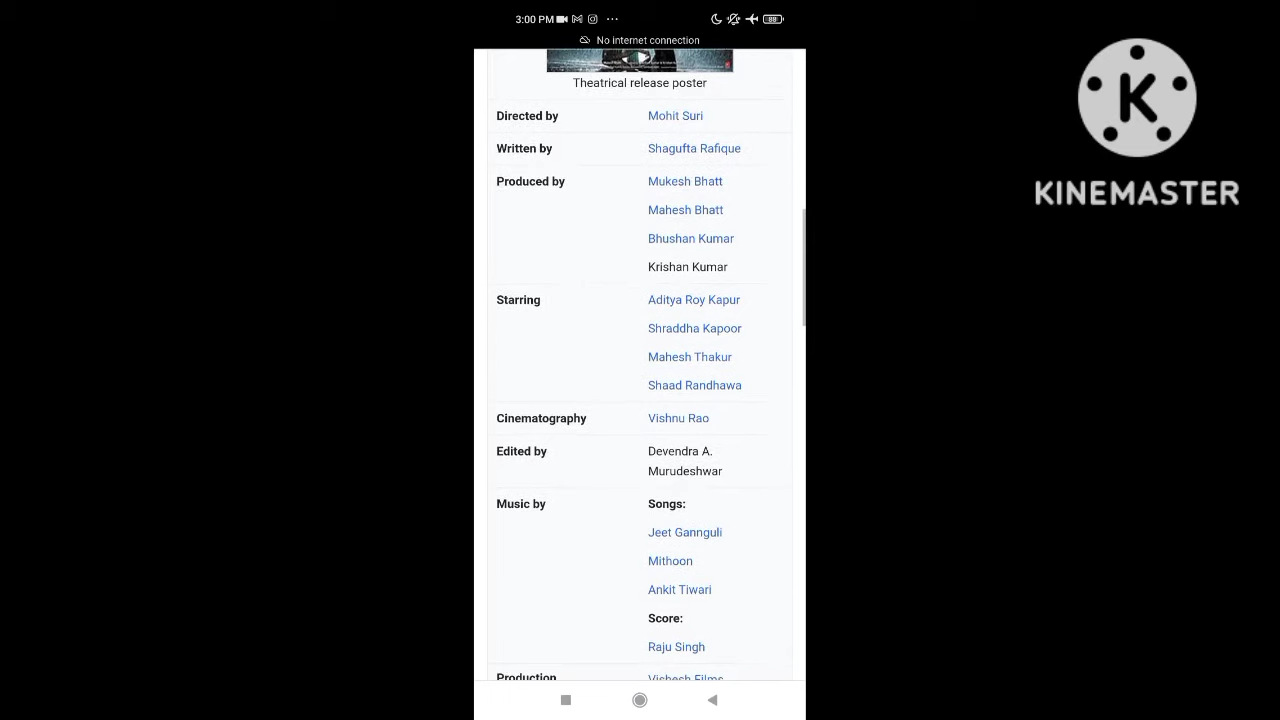 3:00 PM
88
No internet connection
Theatrical release poster
Directed by Mohit Suri
Written by Shagufta Rafique
Produced by Mukesh Bhatt
Mahesh Bhatt
Bhushan Kumar
Krishan Kumar
Starring Aditya Roy Kapur
Shraddha Kapoor
Mahesh Thakur
Shaad Randhawa
Cinematography Vishnu Rao
Edited by Devendra A.
Murudeshwar
Music by Songs:
Jeet Gannguli
Mithoon
Ankit Tiwari
Score:
Raju Singh
Production Vishesh Films
K
KINEMASTER